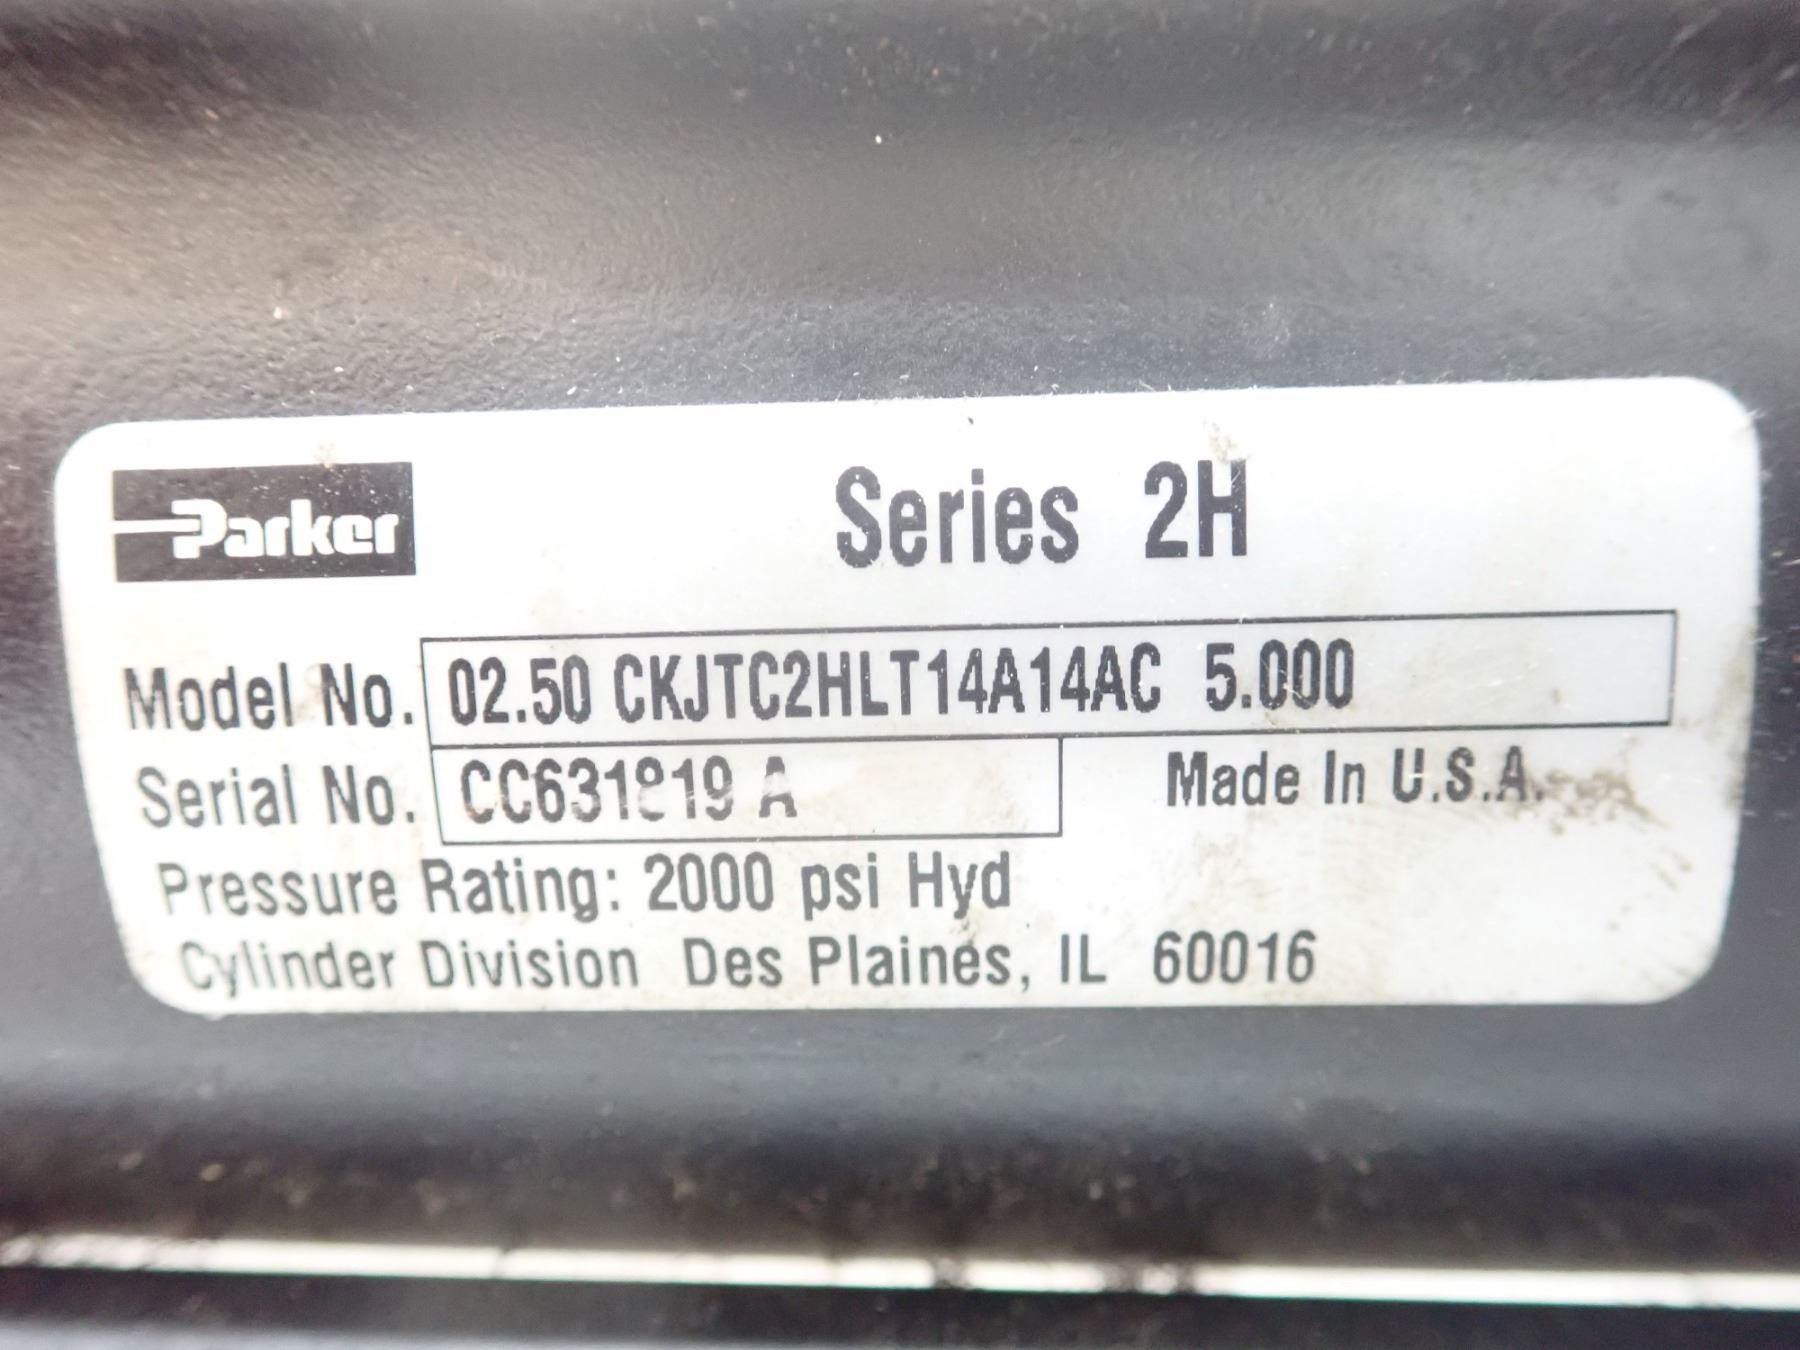 Parker
Series 2H
Model No. 02.50 CKJTC2HLT14A14AC 5.000
Serial No. CC631819 A
Made In U.S.A.
Pressure Rating: 2000 psi Hyd
Cylinder Division Des Plaines, IL 60016